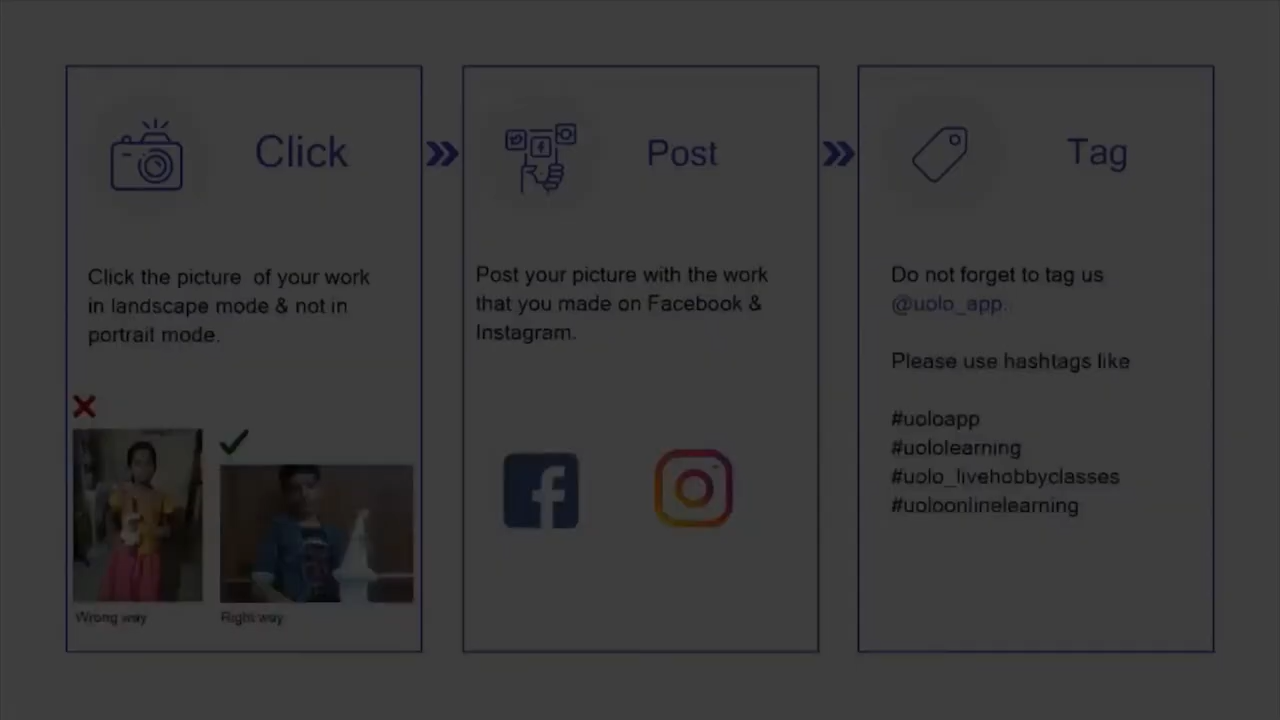 Click
Click the picture of your work
in landscape mode & not in
portrait mode.
Wrong way
Right way
Post
Post your picture with the work
that you made on Facebook &
Instagram.
Tag
Do not forget to tag us
@uolo_app.
Please use hashtags like
#uoloapp
#uololearning
#uolo_livehobbyclasses
#uoloonlinelearning